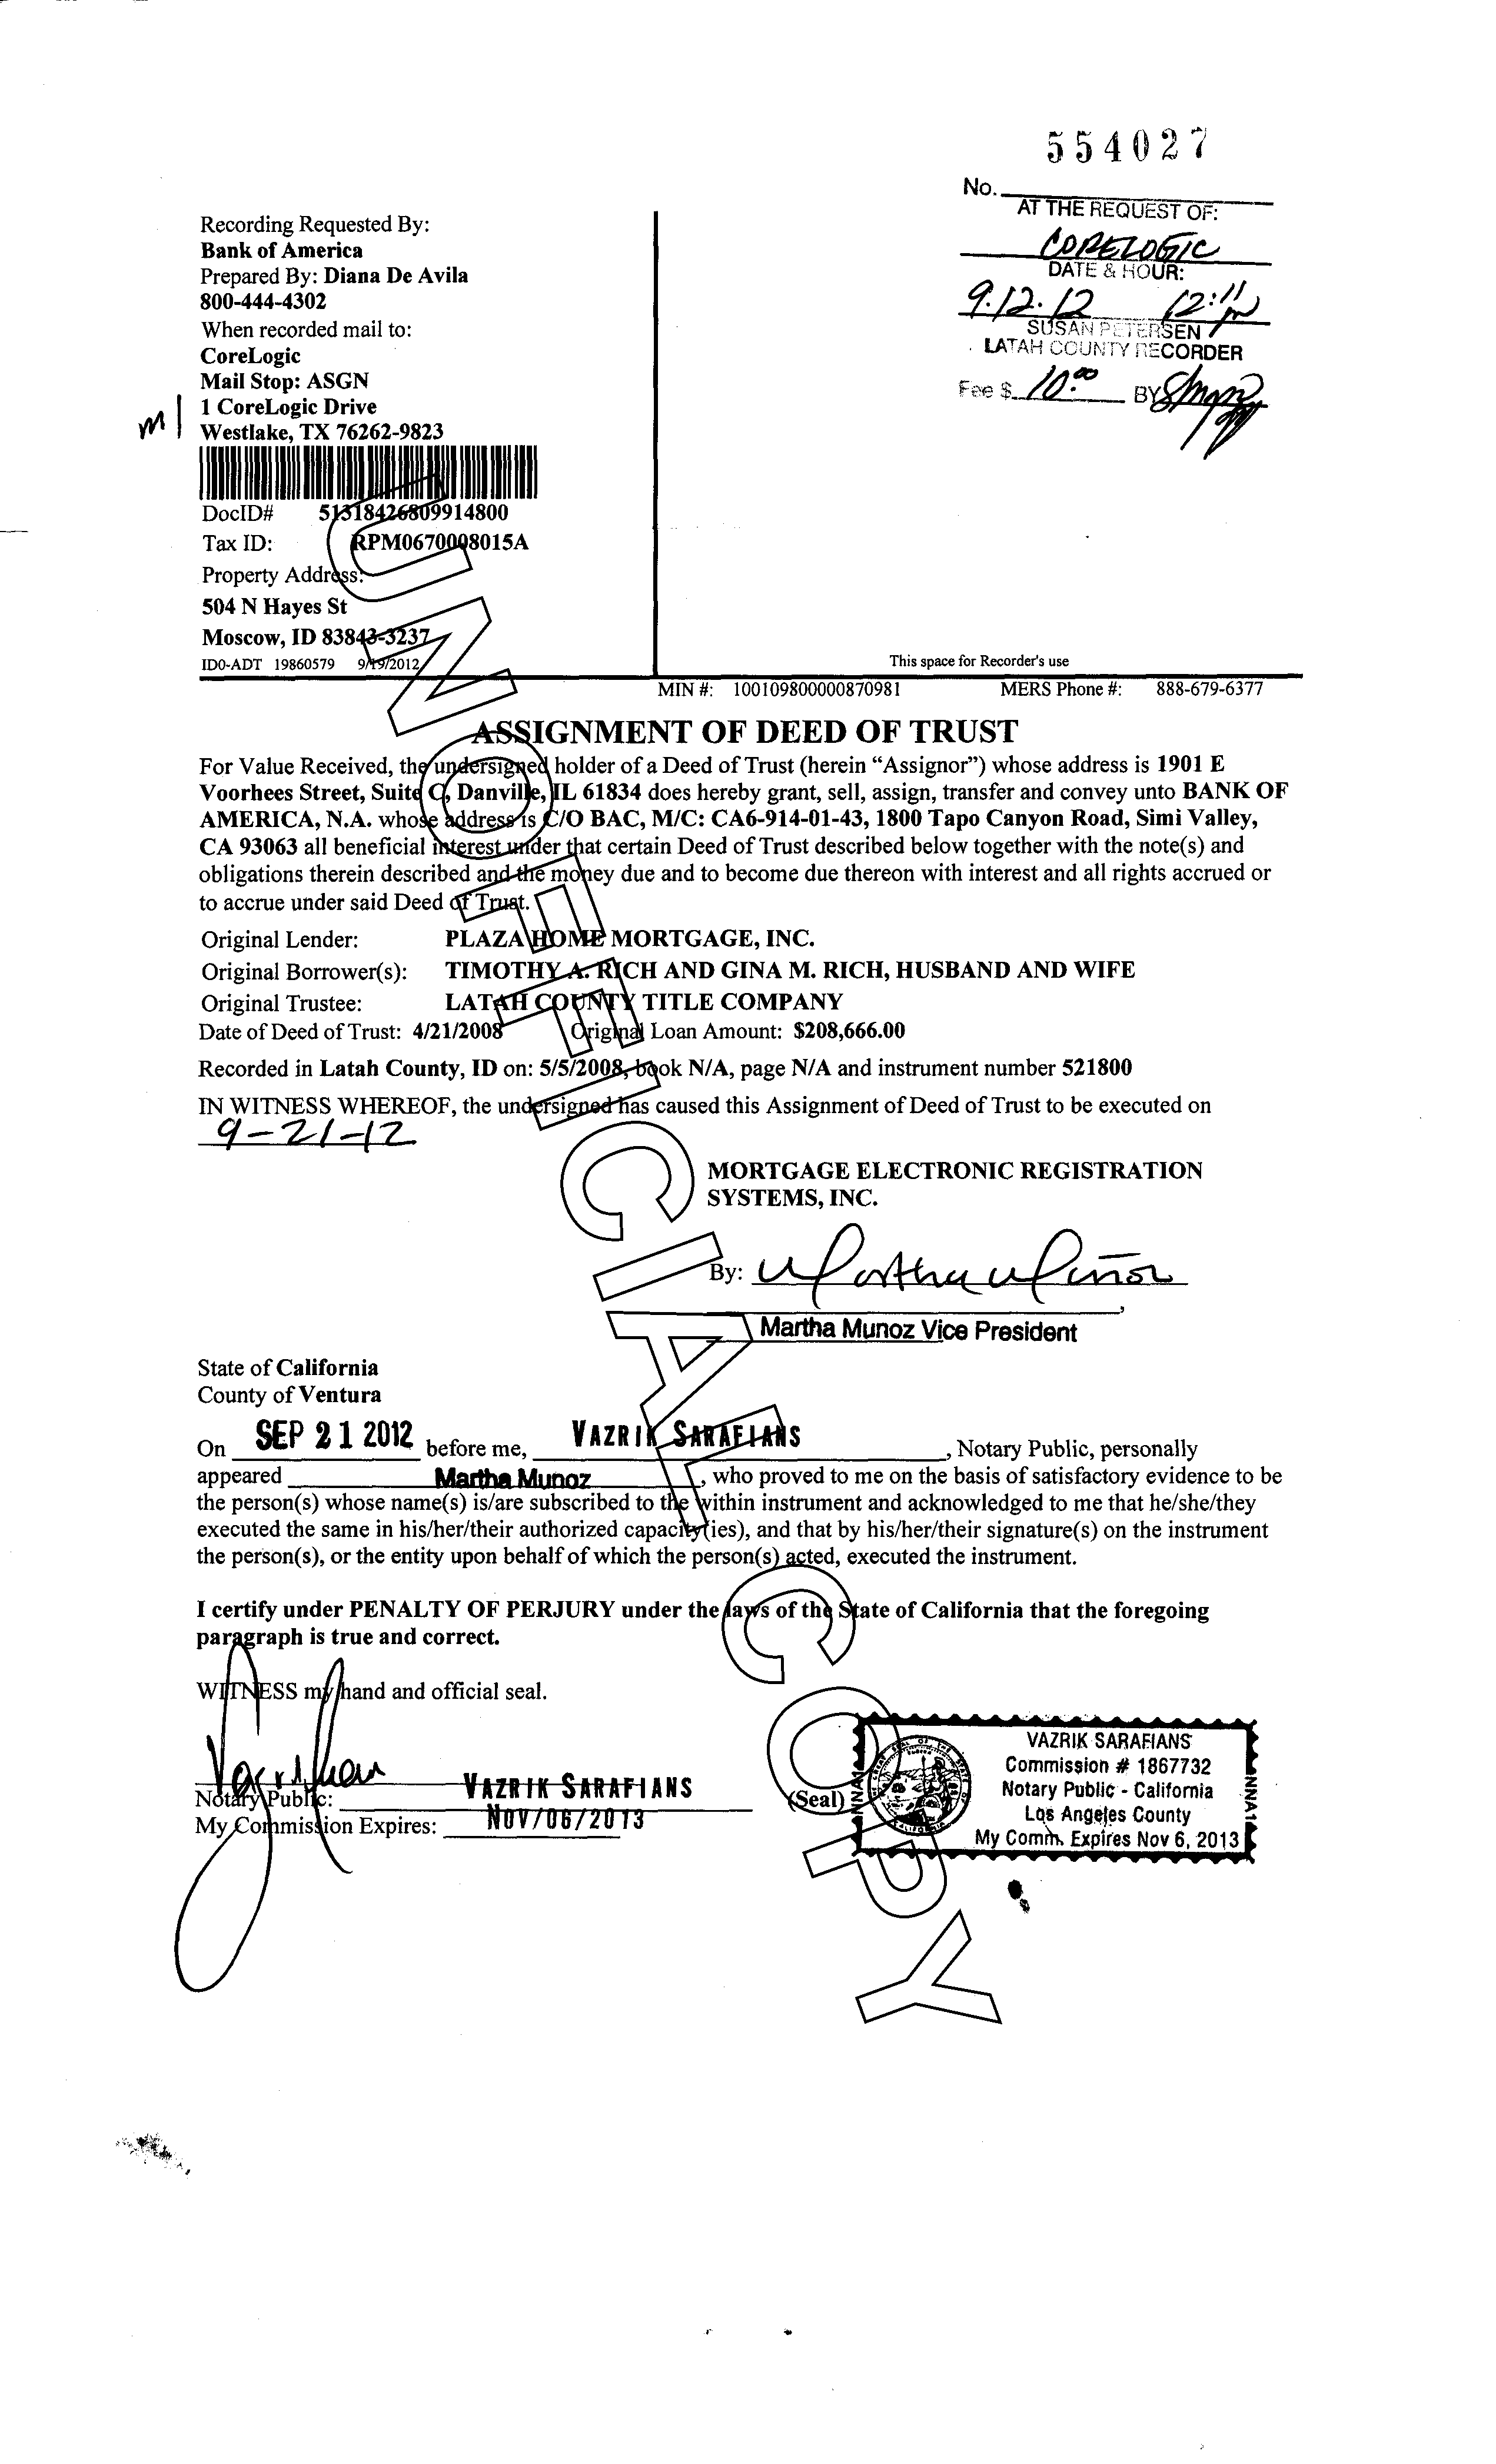 554027
No.
AT THE REQUEST OF:
CORELOGIC
DATE & HOUR:
9.12.12 12:11
SUSAN PETERSEN
LATAH COUNTY RECORDER
Fee $ 10.00 BY
Recording Requested By:
Bank of America
Prepared By: Diana De Avila
800-444-4302
When recorded mail to:
CoreLogic
Mail Stop: ASGN
1 CoreLogic Drive
M
Westlake, TX 76262-9823
DocID# 51318426809914800
Tax ID: RPM0670008015A
Property Address:
504 N Hayes St
Moscow, ID 83843-3237
ID0-ADT 19860579 9/19/2012
This space for Recorder's use
MIN #: 100109800000870981 MERS Phone #: 888-679-6377
ASSIGNMENT OF DEED OF TRUST
For Value Received, the undersigned holder of a Deed of Trust (herein “Assignor”) whose address is 1901 E
Voorhees Street, Suite C, Danville, IL 61834 does hereby grant, sell, assign, transfer and convey unto BANK OF
AMERICA, N.A. whose address is C/O BAC, M/C: CA6-914-01-43, 1800 Tapo Canyon Road, Simi Valley,
CA 93063 all beneficial interest under that certain Deed of Trust described below together with the note(s) and
obligations therein described and the money due and to become due thereon with interest and all rights accrued or
to accrue under said Deed of Trust.
Original Lender: PLAZA HOME MORTGAGE, INC.
Original Borrower(s): TIMOTHY A. RICH AND GINA M. RICH, HUSBAND AND WIFE
Original Trustee: LATAH COUNTY TITLE COMPANY
Date of Deed of Trust: 4/21/2008 Original Loan Amount: $208,666.00
Recorded in Latah County, ID on: 5/5/2008, book N/A, page N/A and instrument number 521800
IN WITNESS WHEREOF, the undersigned has caused this Assignment of Deed of Trust to be executed on
9-21-12
MORTGAGE ELECTRONIC REGISTRATION
SYSTEMS, INC.
By: Martha Muñoz
Martha Munoz Vice President
State of California
County of Ventura
On SEP 21 2012 before me, VAZRIK SARAFIANS, Notary Public, personally
appeared Martha Munoz, who proved to me on the basis of satisfactory evidence to be
the person(s) whose name(s) is/are subscribed to the within instrument and acknowledged to me that he/she/they
executed the same in his/her/their authorized capacity(ies), and that by his/her/their signature(s) on the instrument
the person(s), or the entity upon behalf of which the person(s) acted, executed the instrument.
I certify under PENALTY OF PERJURY under the laws of the State of California that the foregoing
paragraph is true and correct.
WITNESS my hand and official seal.
Notary Public: VAZRIK SARAFIANS (Seal)
My Commission Expires: NOV/06/2013
VAZRIK SARAFIANS
Commission # 1867732
Notary Public - California
Los Angeles County
My Comm. Expires Nov 6, 2013
UNOFFICIAL COPY